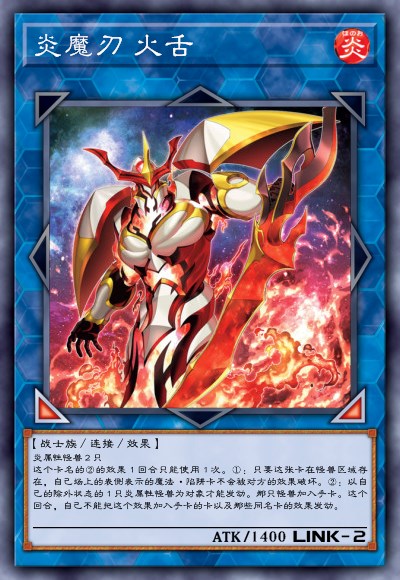 炎魔刃 火舌
ほのお
炎
【战士族／连接／效果】
炎属性怪兽２只
这个卡名的②的效果１回合只能使用１次。①：只要这张卡在怪兽区域存
在，自己场上的表侧表示的魔法·陷阱卡不会被对方的效果破坏。②：以自
己的除外状态的１只炎属性怪兽为对象才能发动。那只怪兽加入手卡。这个
回合，自己不能把这个效果加入手卡的卡以及那些同名卡的效果发动。
ATK/1400 LINK-2